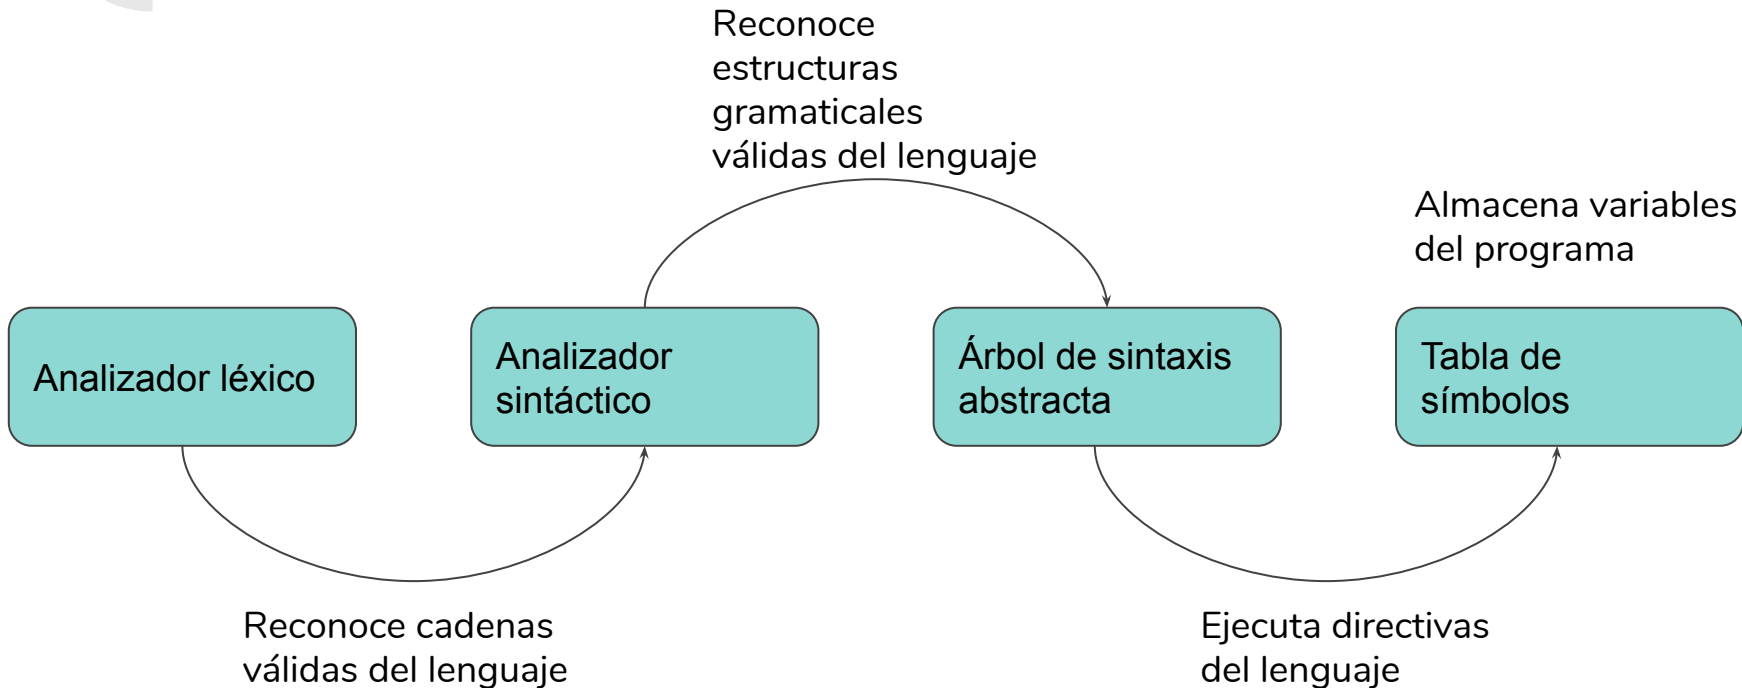 Reconoce
estructuras
gramaticales
válidas del lenguaje
Almacena variables
del programa
Analizador léxico
Analizador
sintáctico
Árbol de sintaxis
abstracta
Tabla de
símbolos
Reconoce cadenas
válidas del lenguaje
Ejecuta directivas
del lenguaje